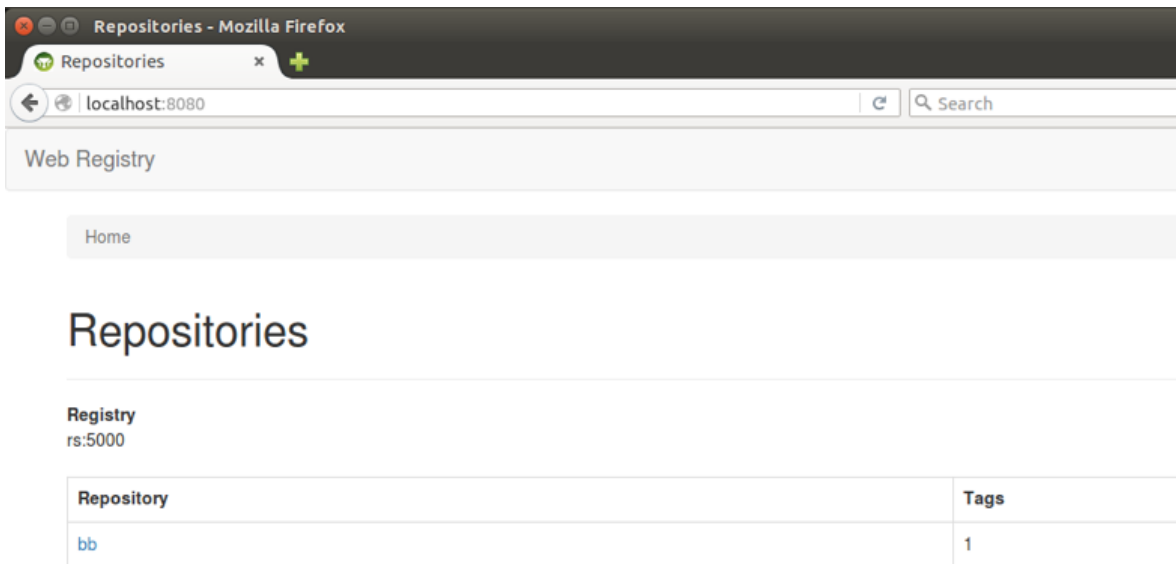 Repositories - Mozilla Firefox
Repositories
localhost:8080
Search
Web Registry
Home
Repositories
Registry
rs:5000
Repository Tags
bb 1